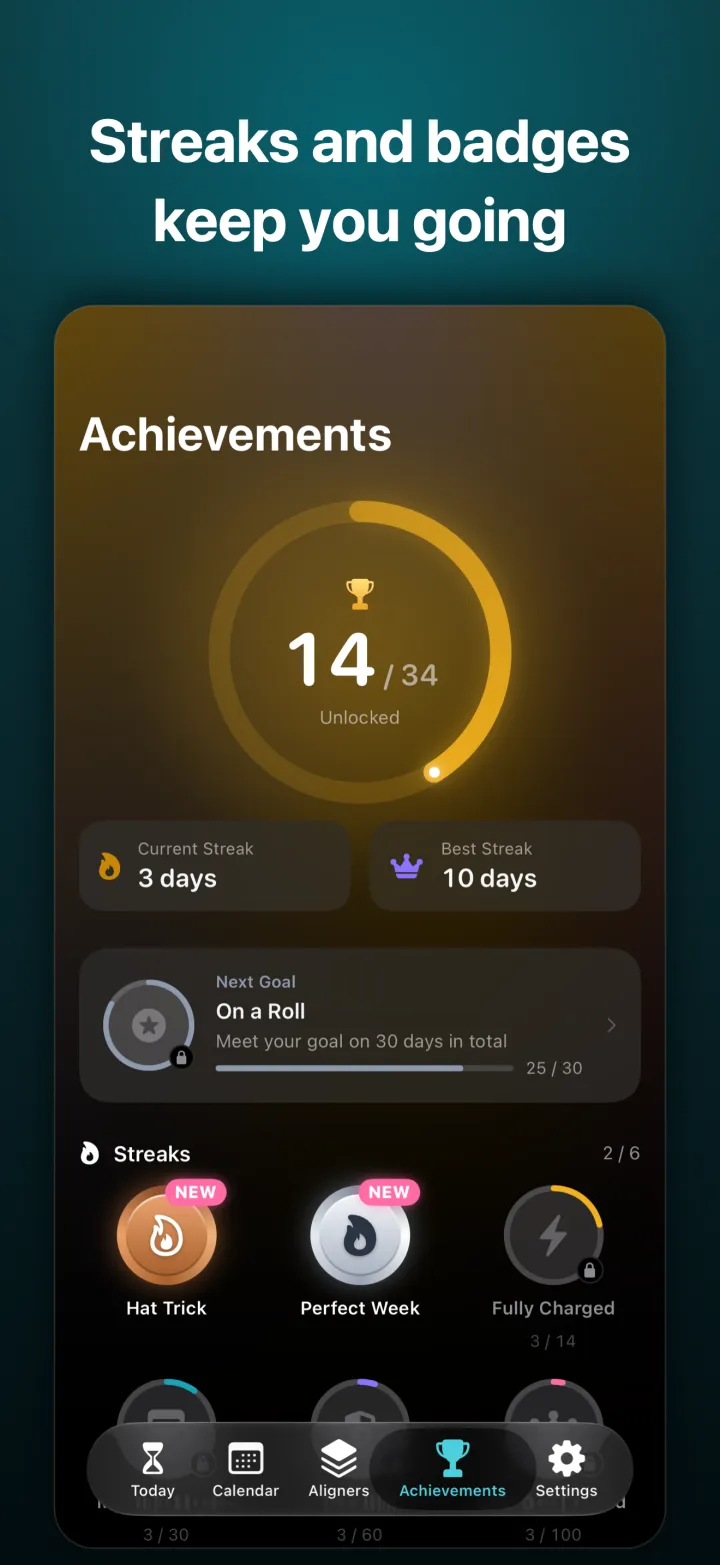 Streaks and badges
keep you going
Achievements
14 / 34
Unlocked
Current Streak
3 days
Best Streak
10 days
Next Goal
On a Roll
Meet your goal on 30 days in total
25 / 30
Streaks
2 / 6
NEW
NEW
Hat Trick
Perfect Week
Fully Charged
3 / 14
Today
Calendar
Aligners
Achievements
Settings
3 / 30
3 / 60
3 / 100